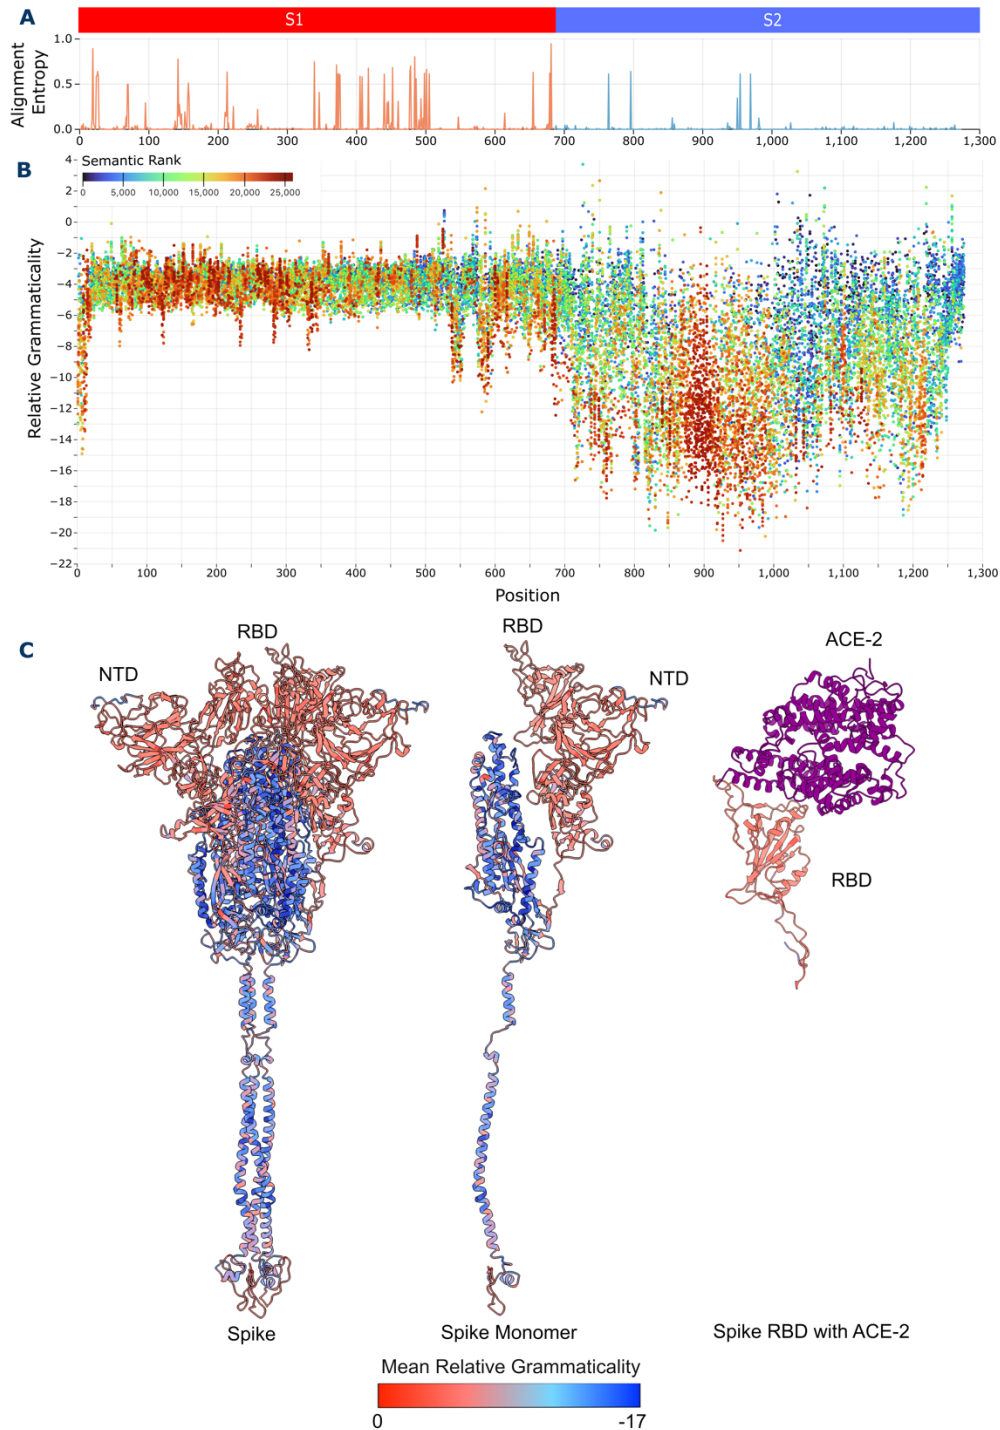 A
S1
S2
Alignment
Entropy
1.0
0.5
0.0
0 100 200 300 400 500 600 700 800 900 1,000 1,100 1,200 1,300
B
Semantic Rank
0 5,000 10,000 15,000 20,000 25,000
Relative Grammaticality
4
2
0
−2
−4
−6
−8
−10
−12
−14
−16
−18
−20
−22
0 100 200 300 400 500 600 700 800 900 1,000 1,100 1,200 1,300
Position
C
RBD
NTD
RBD
NTD
ACE-2
RBD
Spike
Spike Monomer
Spike RBD with ACE-2
Mean Relative Grammaticality
0
-17